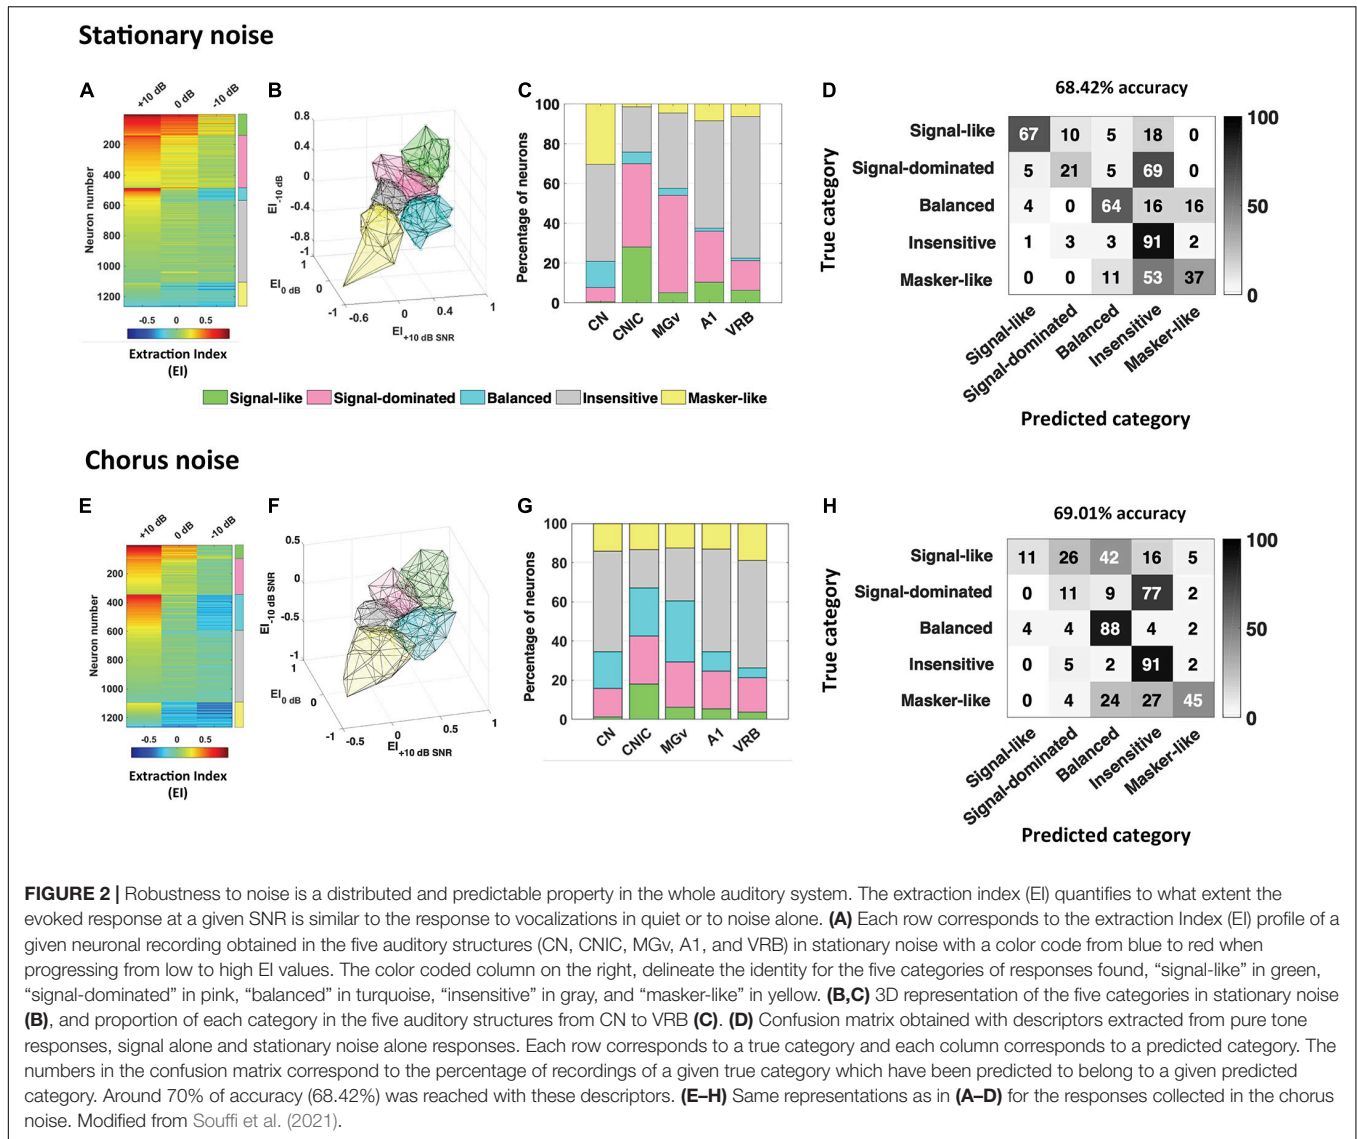 Stationary noise
A
+10 dB
0 dB
-10 dB
Neuron number
200
400
600
800
1000
1200
-0.5
0
0.5
Extraction Index
(EI)
B
EI-10 dB
0.8
0.4
0
-0.4
-0.8
-1
EI0 dB
0
1
-1
-0.6
0
1
EI+10 dB SNR
C
Percentage of neurons
100
80
60
40
20
0
CN
CNIC
MGv
A1
VRB
D
68.42% accuracy
True category
Signal-like 67 10 5 18 0
Signal-dominated 5 21 5 69 0
Balanced 4 0 64 16 16
Insensitive 1 3 3 91 2
Masker-like 0 0 11 53 37
Signal-like
Signal-dominated
Balanced
Insensitive
Masker-like
Predicted category
100
50
0
Signal-like Signal-dominated Balanced Insensitive Masker-like
Chorus noise
E
+10 dB
0 dB
-10 dB
Neuron number
200
400
600
800
1000
1200
-0.5
0
0.5
Extraction Index
(EI)
F
EI-10 dB SNR
0.5
0
-0.5
-1
1
EI0 dB
0
-1
-0.5
0
0.5
1
EI+10 dB SNR
G
Percentage of neurons
100
80
60
40
20
0
CN
CNIC
MGv
A1
VRB
H
69.01% accuracy
True category
Signal-like 11 26 42 16 5
Signal-dominated 0 11 9 77 2
Balanced 4 4 88 4 2
Insensitive 0 5 2 91 2
Masker-like 0 4 24 27 45
Signal-like
Signal-dominated
Balanced
Insensitive
Masker-like
Predicted category
100
50
0
FIGURE 2 | Robustness to noise is a distributed and predictable property in the whole auditory system. The extraction index (EI) quantifies to what extent the
evoked response at a given SNR is similar to the response to vocalizations in quiet or to noise alone. (A) Each row corresponds to the extraction Index (EI) profile of a
given neuronal recording obtained in the five auditory structures (CN, CNIC, MGv, A1, and VRB) in stationary noise with a color code from blue to red when
progressing from low to high EI values. The color coded column on the right, delineate the identity for the five categories of responses found, “signal-like” in green,
“signal-dominated” in pink, “balanced” in turquoise, “insensitive” in gray, and “masker-like” in yellow. (B,C) 3D representation of the five categories in stationary noise
(B), and proportion of each category in the five auditory structures from CN to VRB (C). (D) Confusion matrix obtained with descriptors extracted from pure tone
responses, signal alone and stationary noise alone responses. Each row corresponds to a true category and each column corresponds to a predicted category. The
numbers in the confusion matrix correspond to the percentage of recordings of a given true category which have been predicted to belong to a given predicted
category. Around 70% of accuracy (68.42%) was reached with these descriptors. (E–H) Same representations as in (A–D) for the responses collected in the chorus
noise. Modified from Souffi et al. (2021).